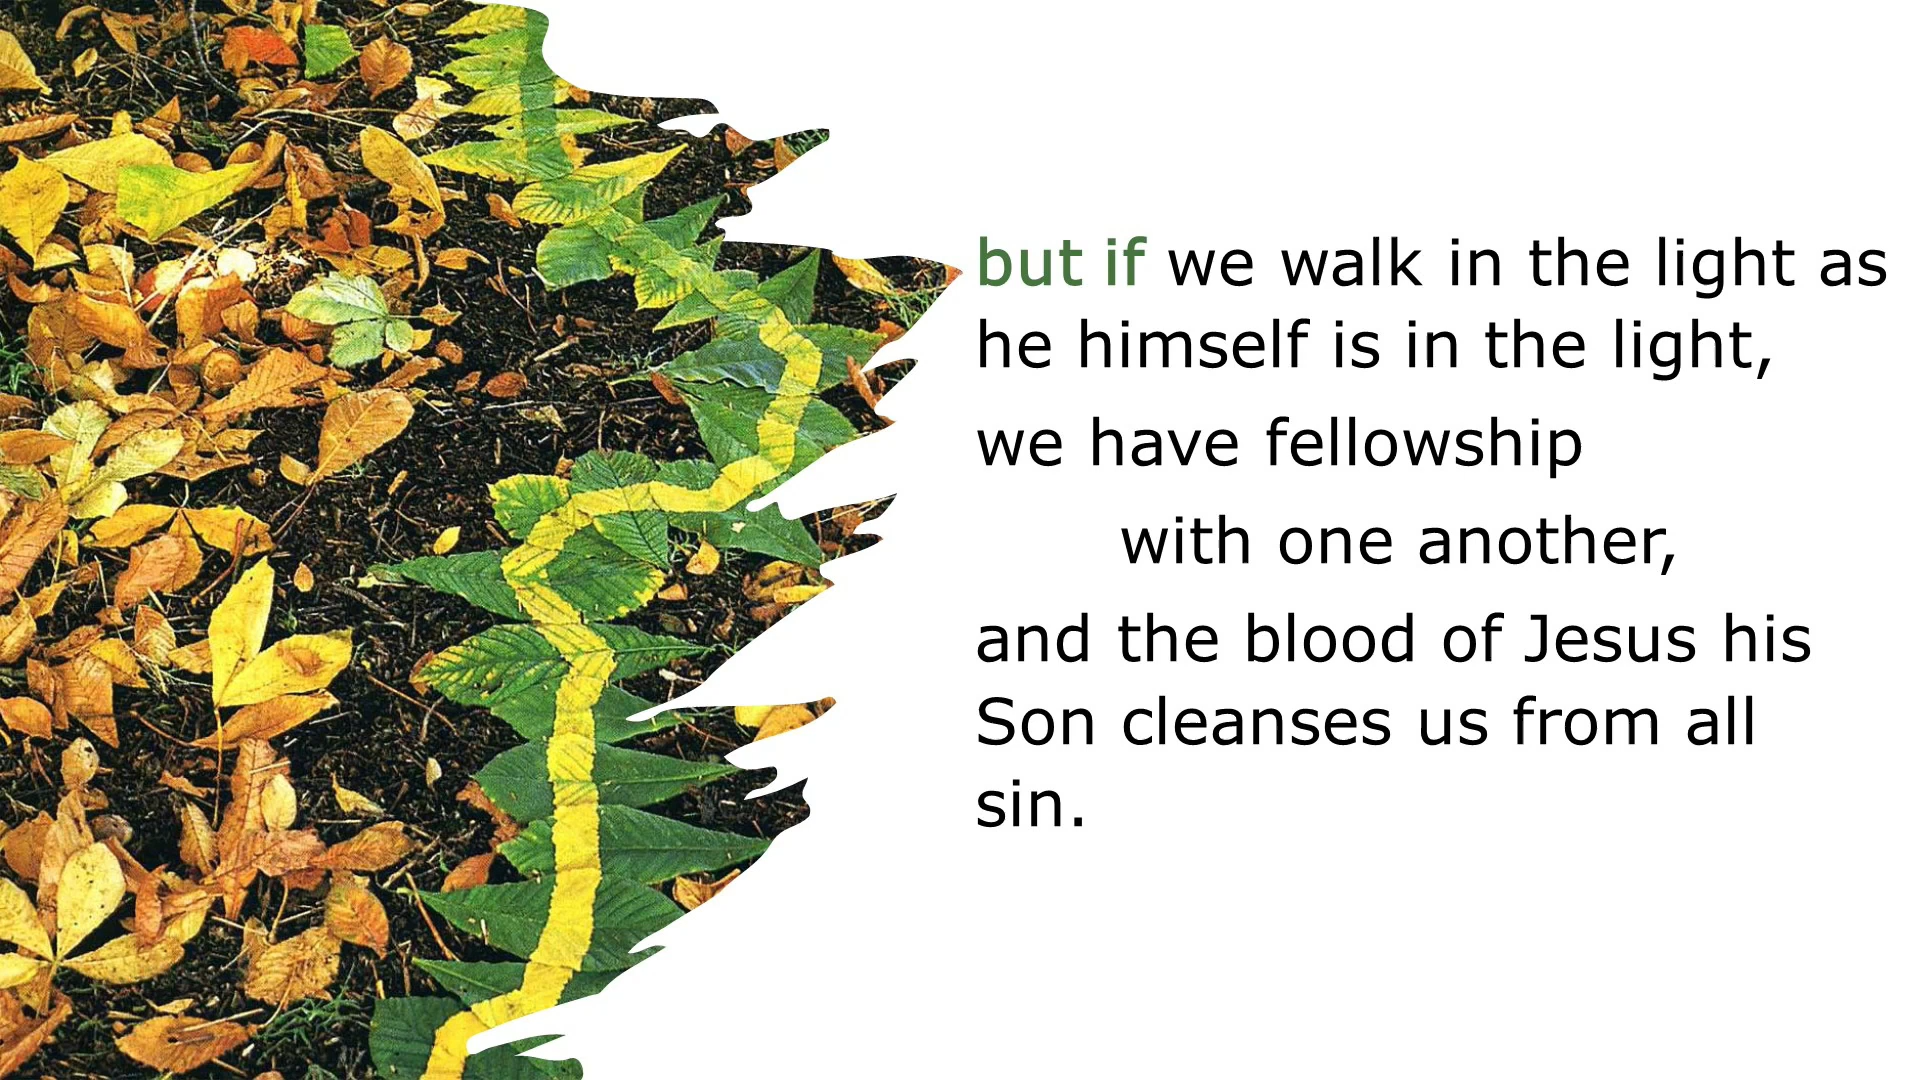 but if we walk in the light as
he himself is in the light,
we have fellowship
with one another,
and the blood of Jesus his
Son cleanses us from all
sin.